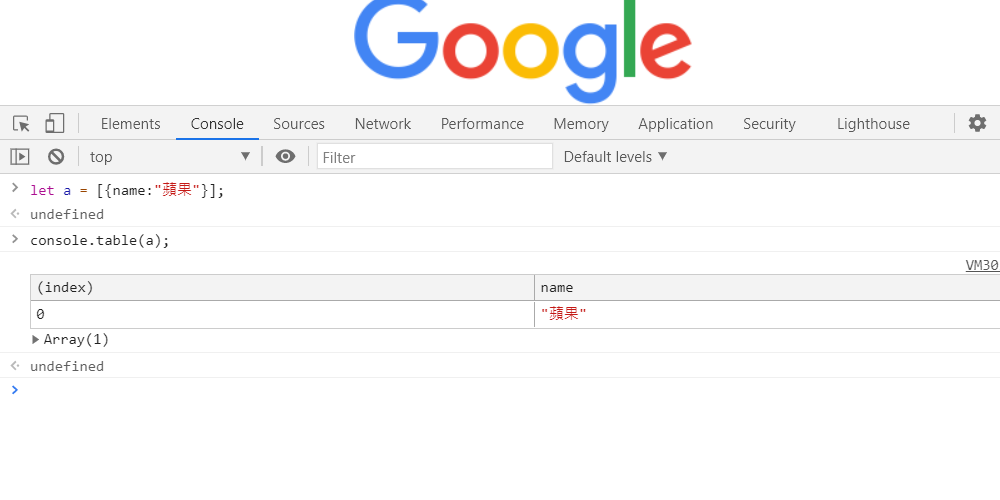 Google
Elements Console Sources Network Performance Memory Application Security Lighthouse
top Filter Default levels
let a = [{name:"蘋果"}];
undefined
console.table(a);
VM30
(index) name
0 "蘋果"
Array(1)
undefined